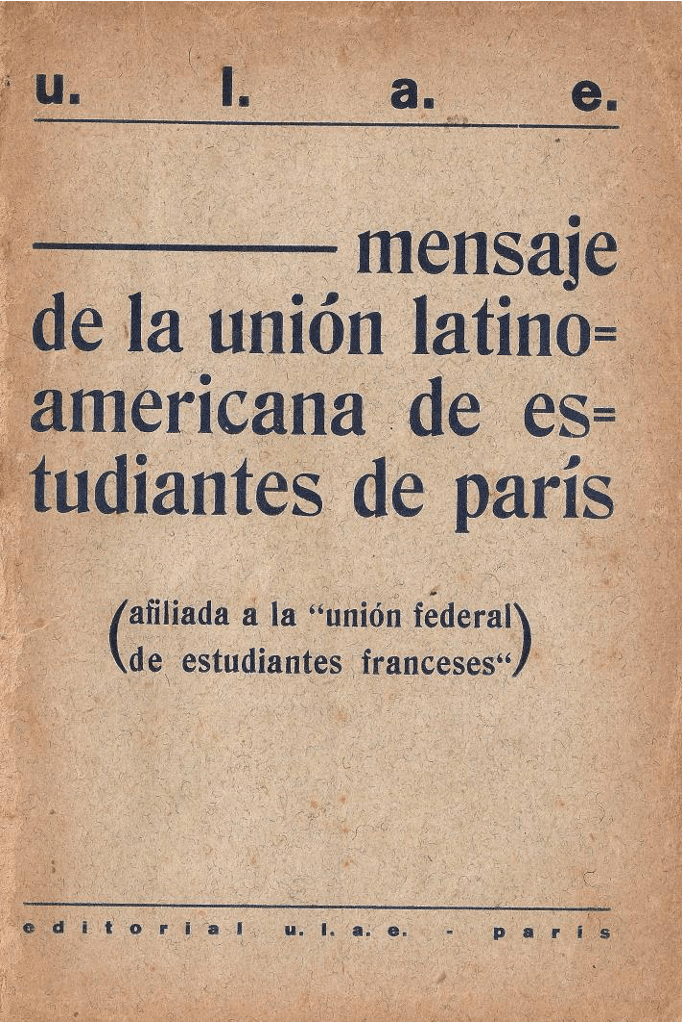 u. l. a. e.
mensaje
de la unión latino=
americana de es=
tudiantes de parís
(afiliada a la “unión federal
de estudiantes franceses“)
editorial u. l. a. e. - parís